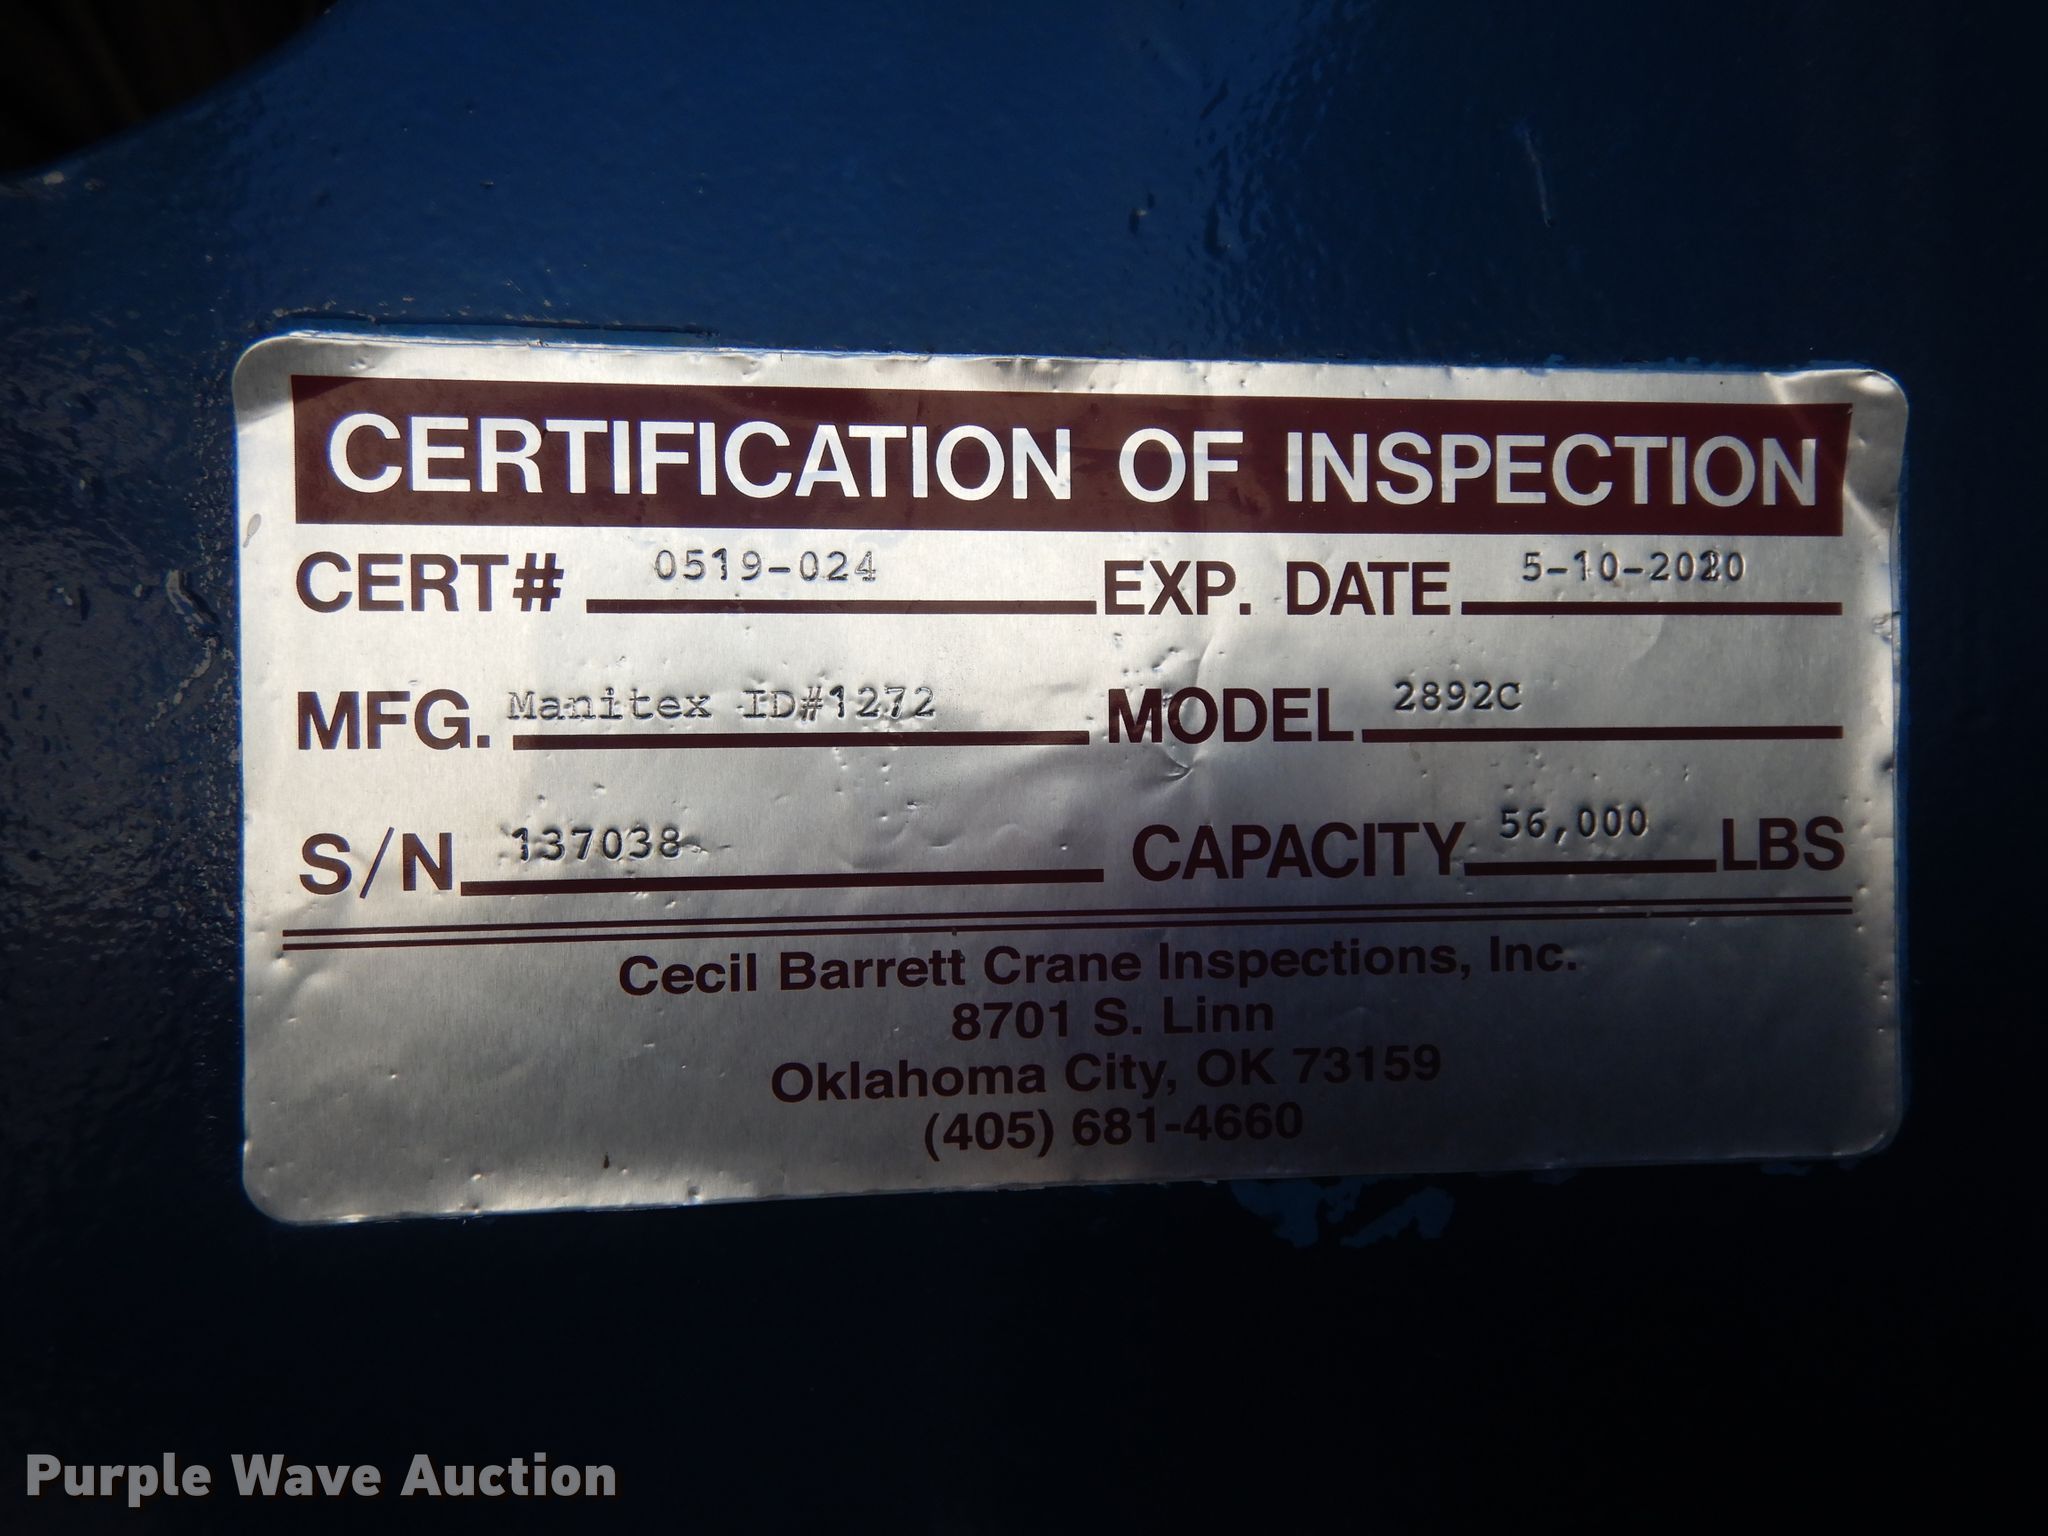 CERTIFICATION OF INSPECTION
CERT# 0519-024 EXP. DATE 5-10-2020
MFG. Manitex ID#1272 MODEL 2892C
S/N 137038 CAPACITY 56,000 LBS
Cecil Barrett Crane Inspections, Inc.
8701 S. Linn
Oklahoma City, OK 73159
(405) 681-4660
Purple Wave Auction